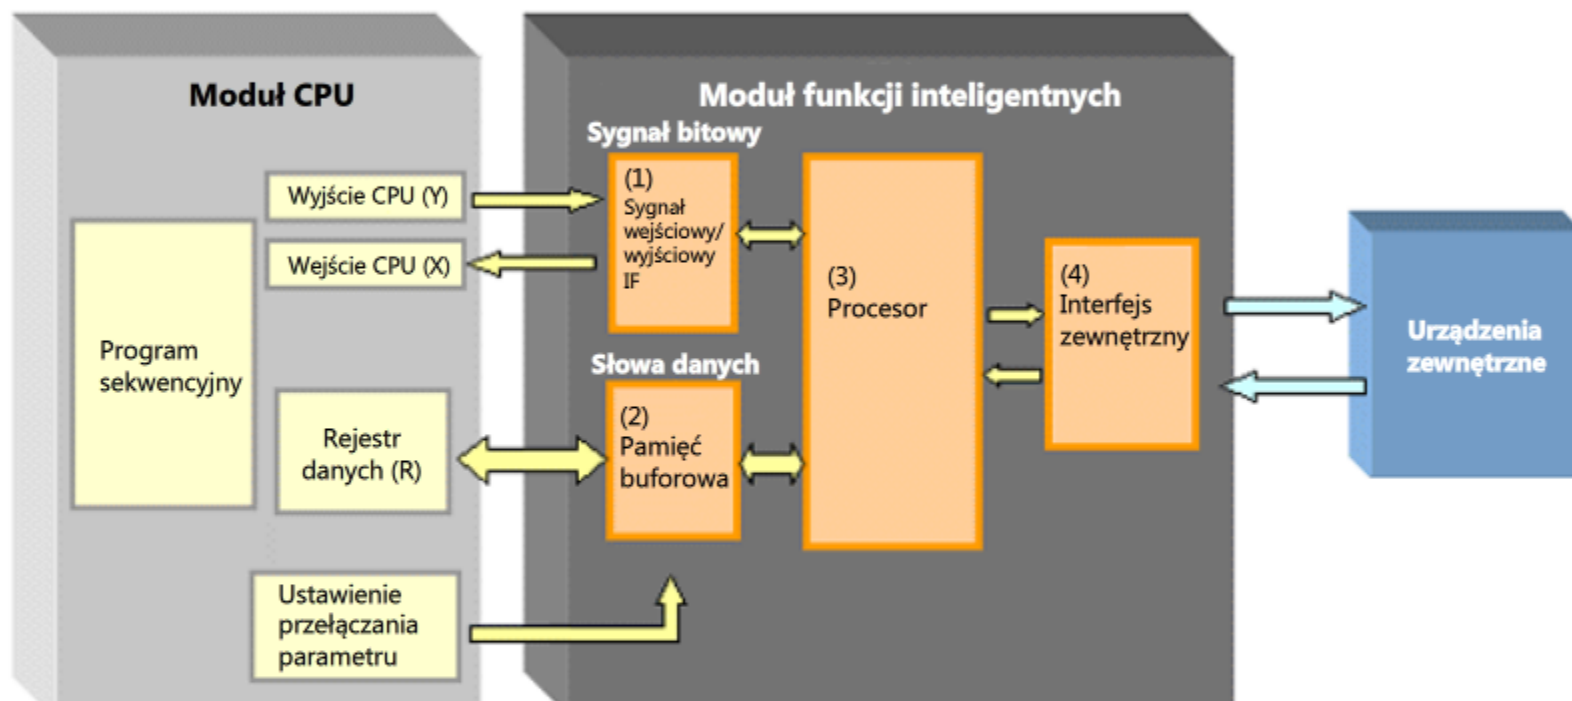 Moduł CPU
Wyjście CPU (Y)
Wejście CPU (X)
Program
sekwencyjny
Rejestr
danych (R)
Ustawienie
przełączania
parametru
Moduł funkcji inteligentnych
Sygnał bitowy
(1)
Sygnał
wejściowy/
wyjściowy
IF
Słowa danych
(2)
Pamięć
buforowa
(3)
Procesor
(4)
Interfejs
zewnętrzny
Urządzenia
zewnętrzne